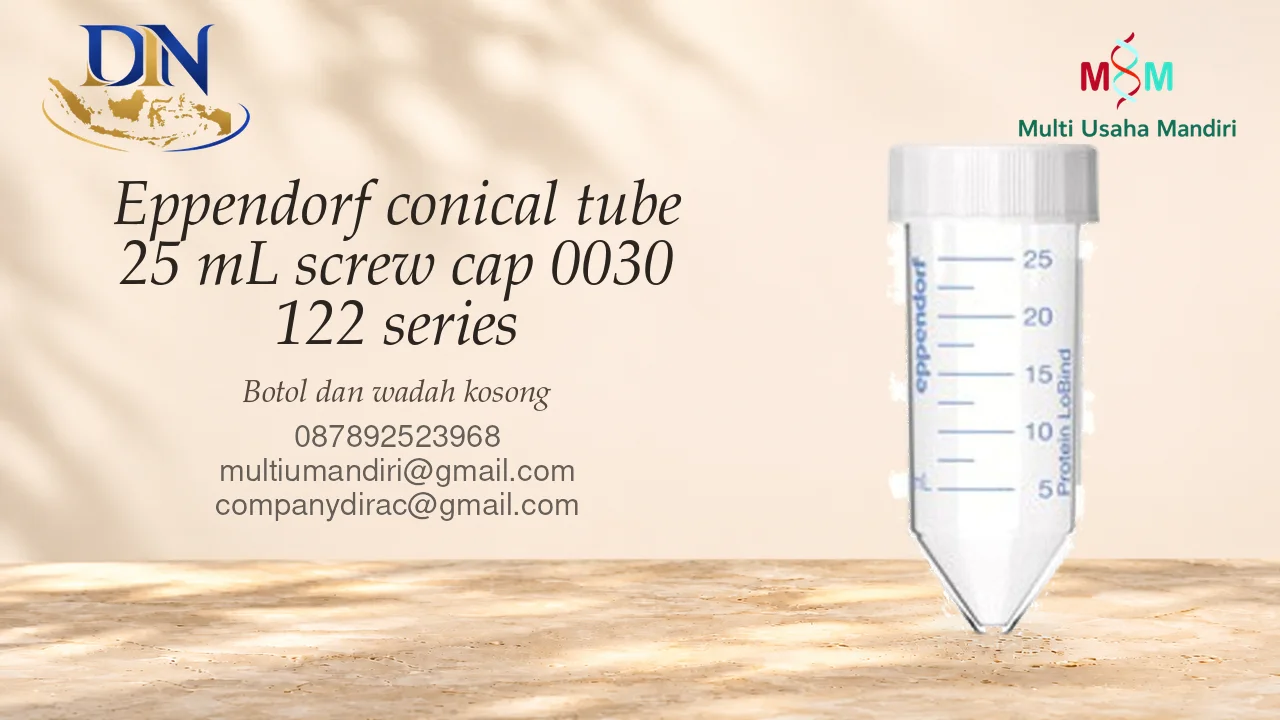 DN
MSM
Multi Usaha Mandiri
Eppendorf conical tube
25 mL screw cap 0030
122 series
Botol dan wadah kosong
087892523968
multiumandiri@gmail.com
companydirac@gmail.com
eppendorf
25
20
15
10
5
Protein LoBind